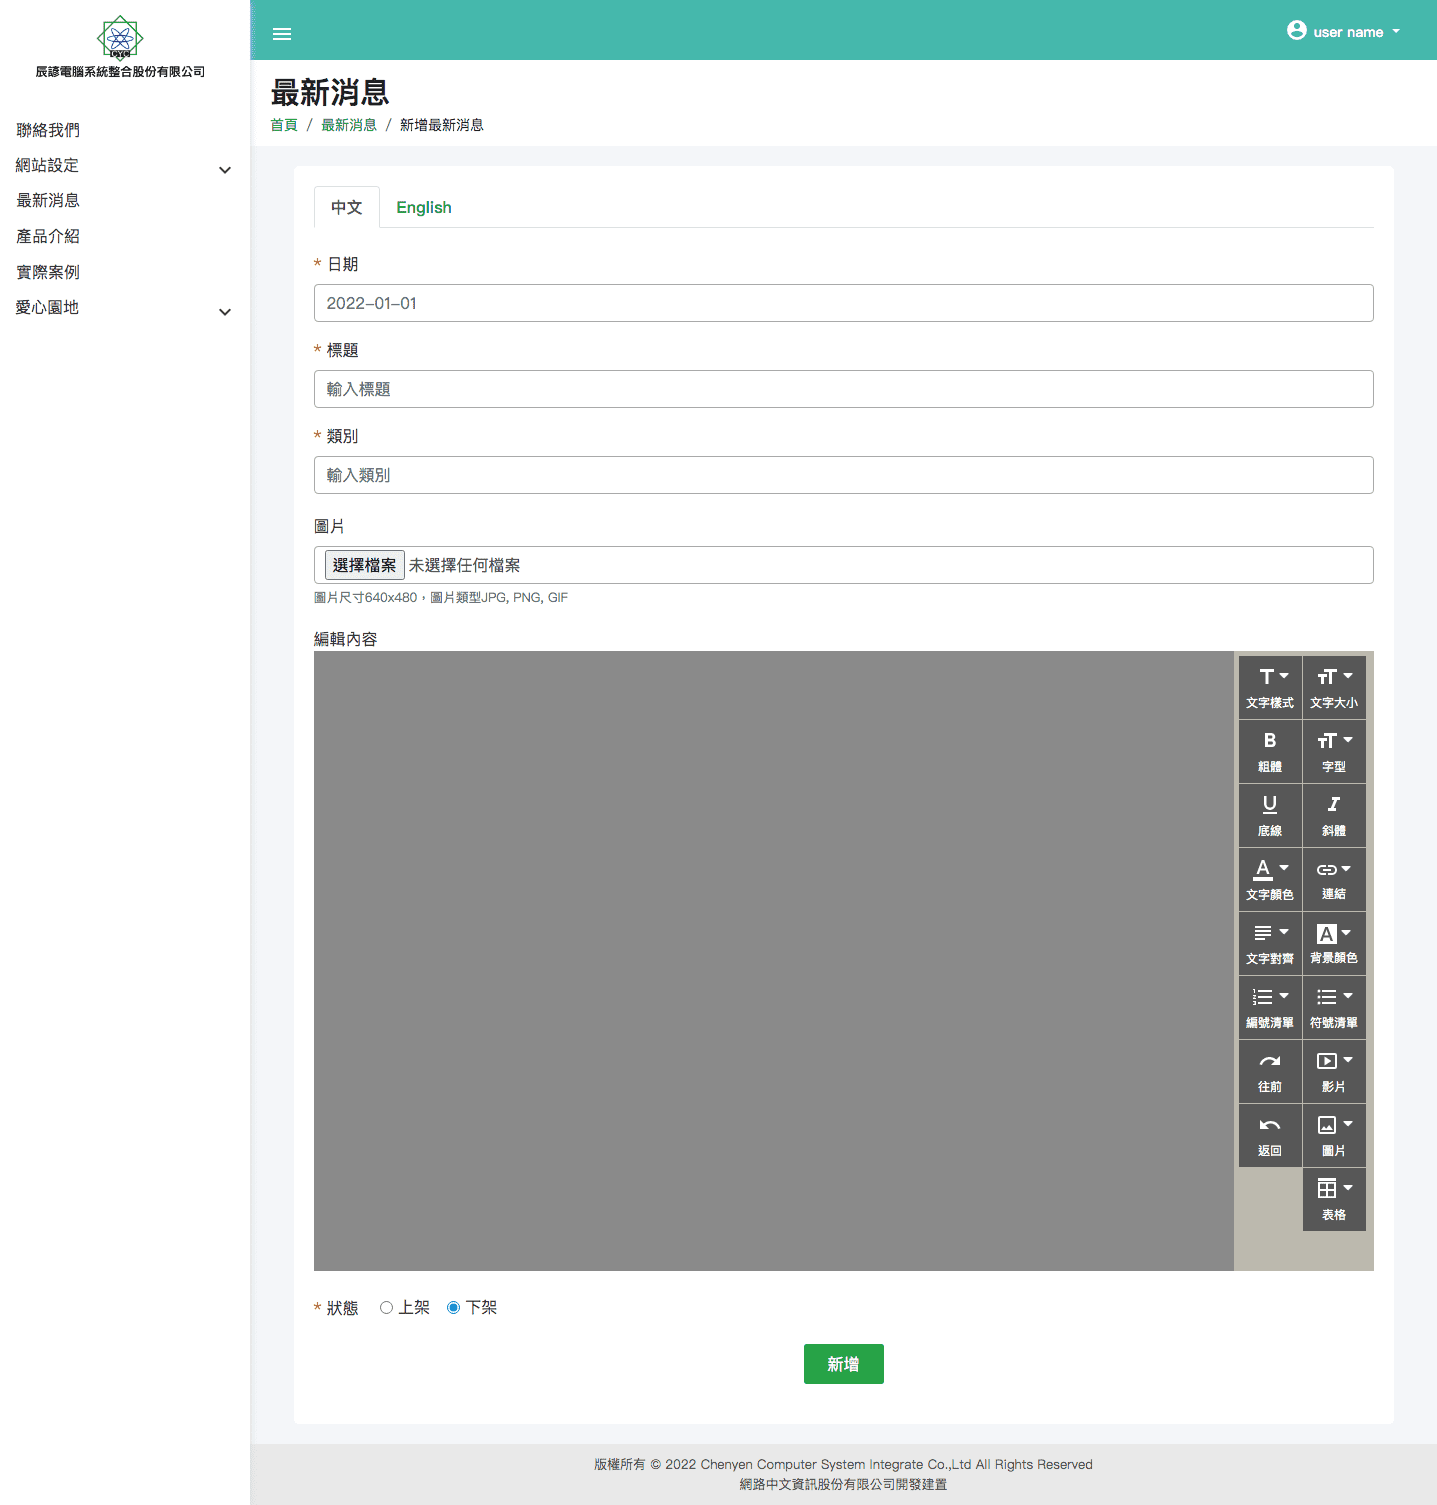 CYC
辰諺電腦系統整合股份有限公司
user name
聯絡我們
網站設定
最新消息
產品介紹
實際案例
愛心園地
最新消息
首頁 / 最新消息 / 新增最新消息
中文 English
* 日期
2022-01-01
* 標題
輸入標題
* 類別
輸入類別
圖片
選擇檔案 未選擇任何檔案
圖片尺寸640x480，圖片類型JPG, PNG, GIF
編輯內容
文字樣式 文字大小
粗體 字型
底線 斜體
文字顏色 連結
文字對齊 背景顏色
編號清單 符號清單
往前 影片
返回 圖片
表格
* 狀態 上架 下架
新增
版權所有 © 2022 Chenyen Computer System Integrate Co.,Ltd All Rights Reserved
網路中文資訊股份有限公司開發建置